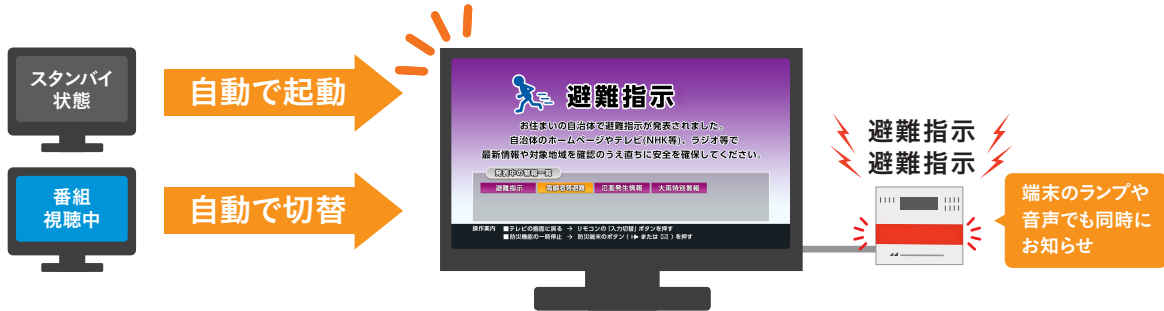 スタンバイ
状態
自動で起動
番組
視聴中
自動で切替
避難指示
お住まいの自治体で避難指示が発表されました。
自治体のホームページやテレビ(NHK等)、ラジオ等で
最新情報や対象地域を確認のうえ直ちに安全を確保してください。
発表中の警報一覧
避難指示 高齢者等避難 氾濫発生情報 大雨特別警報
操作案内 ■テレビの画面に戻る → リモコンの「入力切替」ボタンを押す
■防災機能の一時停止 → 防災端末のボタン ( I▶ または ✉ ) を押す
避難指示
避難指示
端末のランプや
音声でも同時に
お知らせ